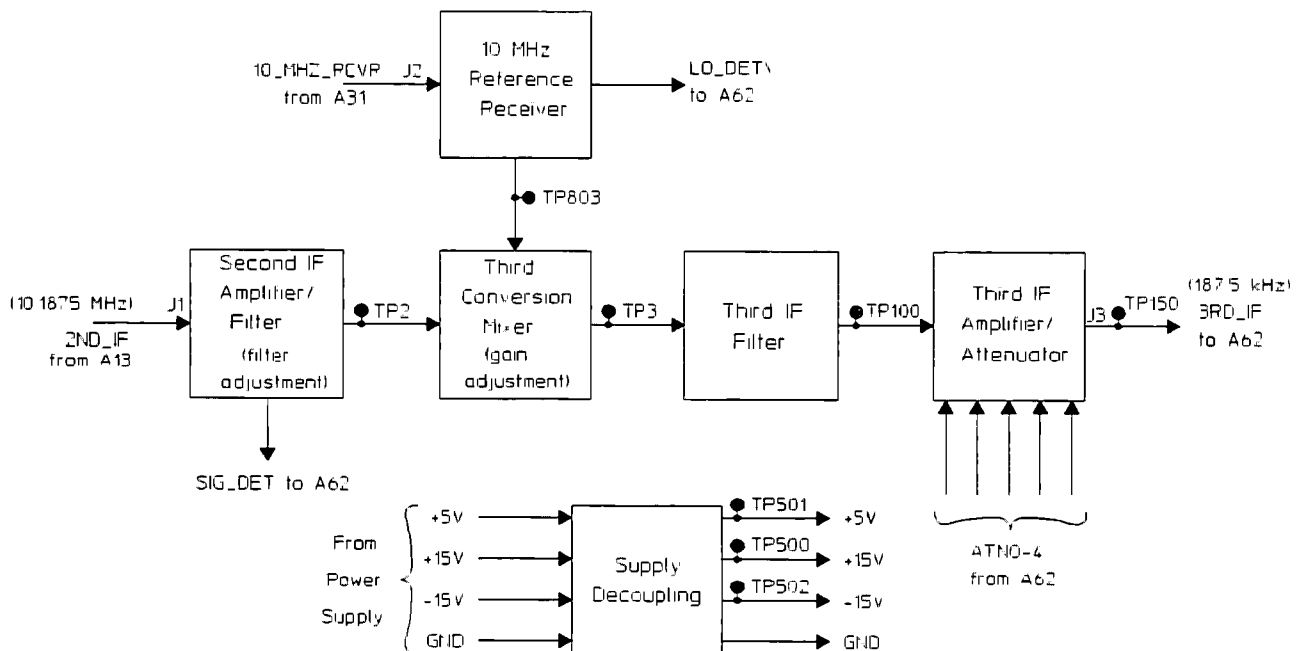 10 MHz
Reference
Receiver
10_MHZ_RCVR J2
from A31
LO_DET\
to A62
TP803
Second IF
Amplifier/
Filter
(filter
adjustment)
(10.1875 MHz) J1
2ND_IF
from A13
TP2
Third
Conversion
Mixer
(gain
adjustment)
TP3
Third IF
Filter
TP100
Third IF
Amplifier/
Attenuator
J3 TP150
(187.5 kHz)
3RD_IF
to A62
SIG_DET to A62
ATN0-4
from A62
From
Power
Supply
+5V
+15V
-15V
GND
Supply
Decoupling
TP501
TP500
TP502
+5V
+15V
-15V
GND